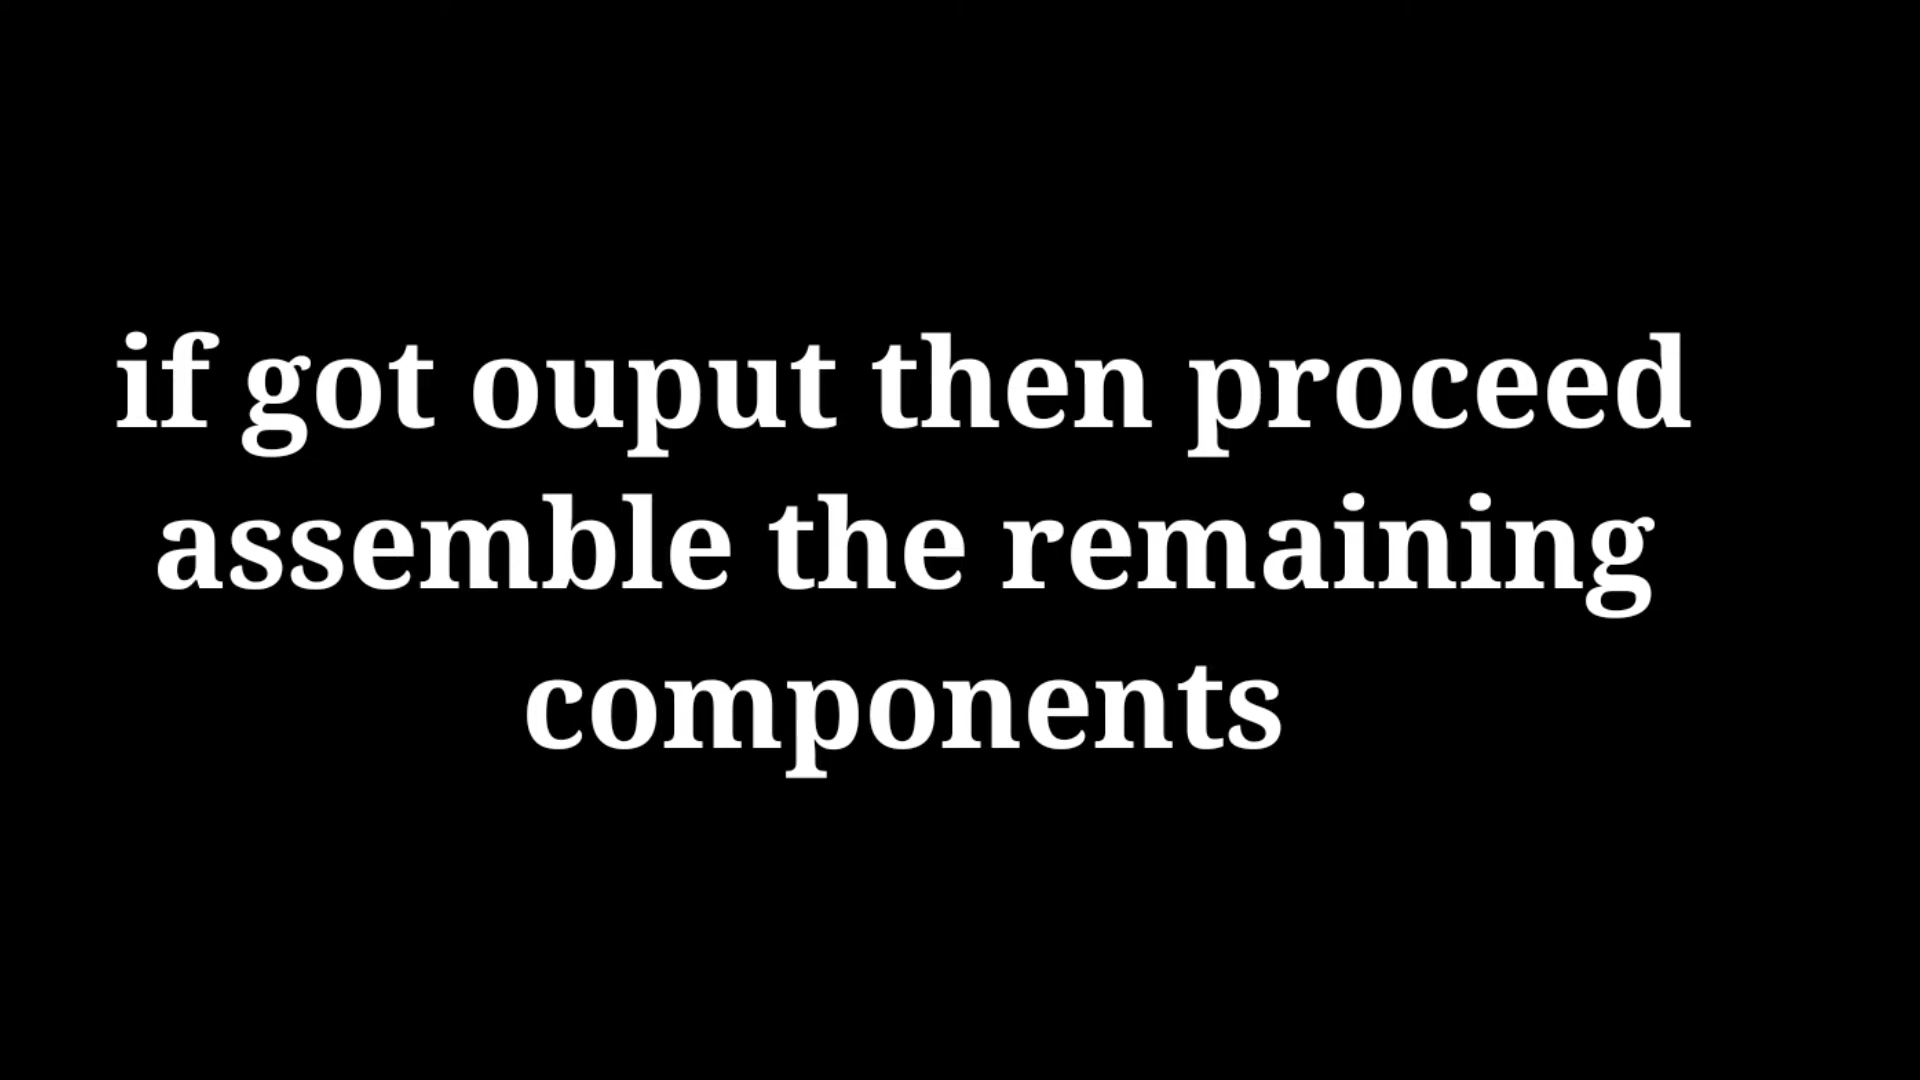 if got ouput then proceed
assemble the remaining
components